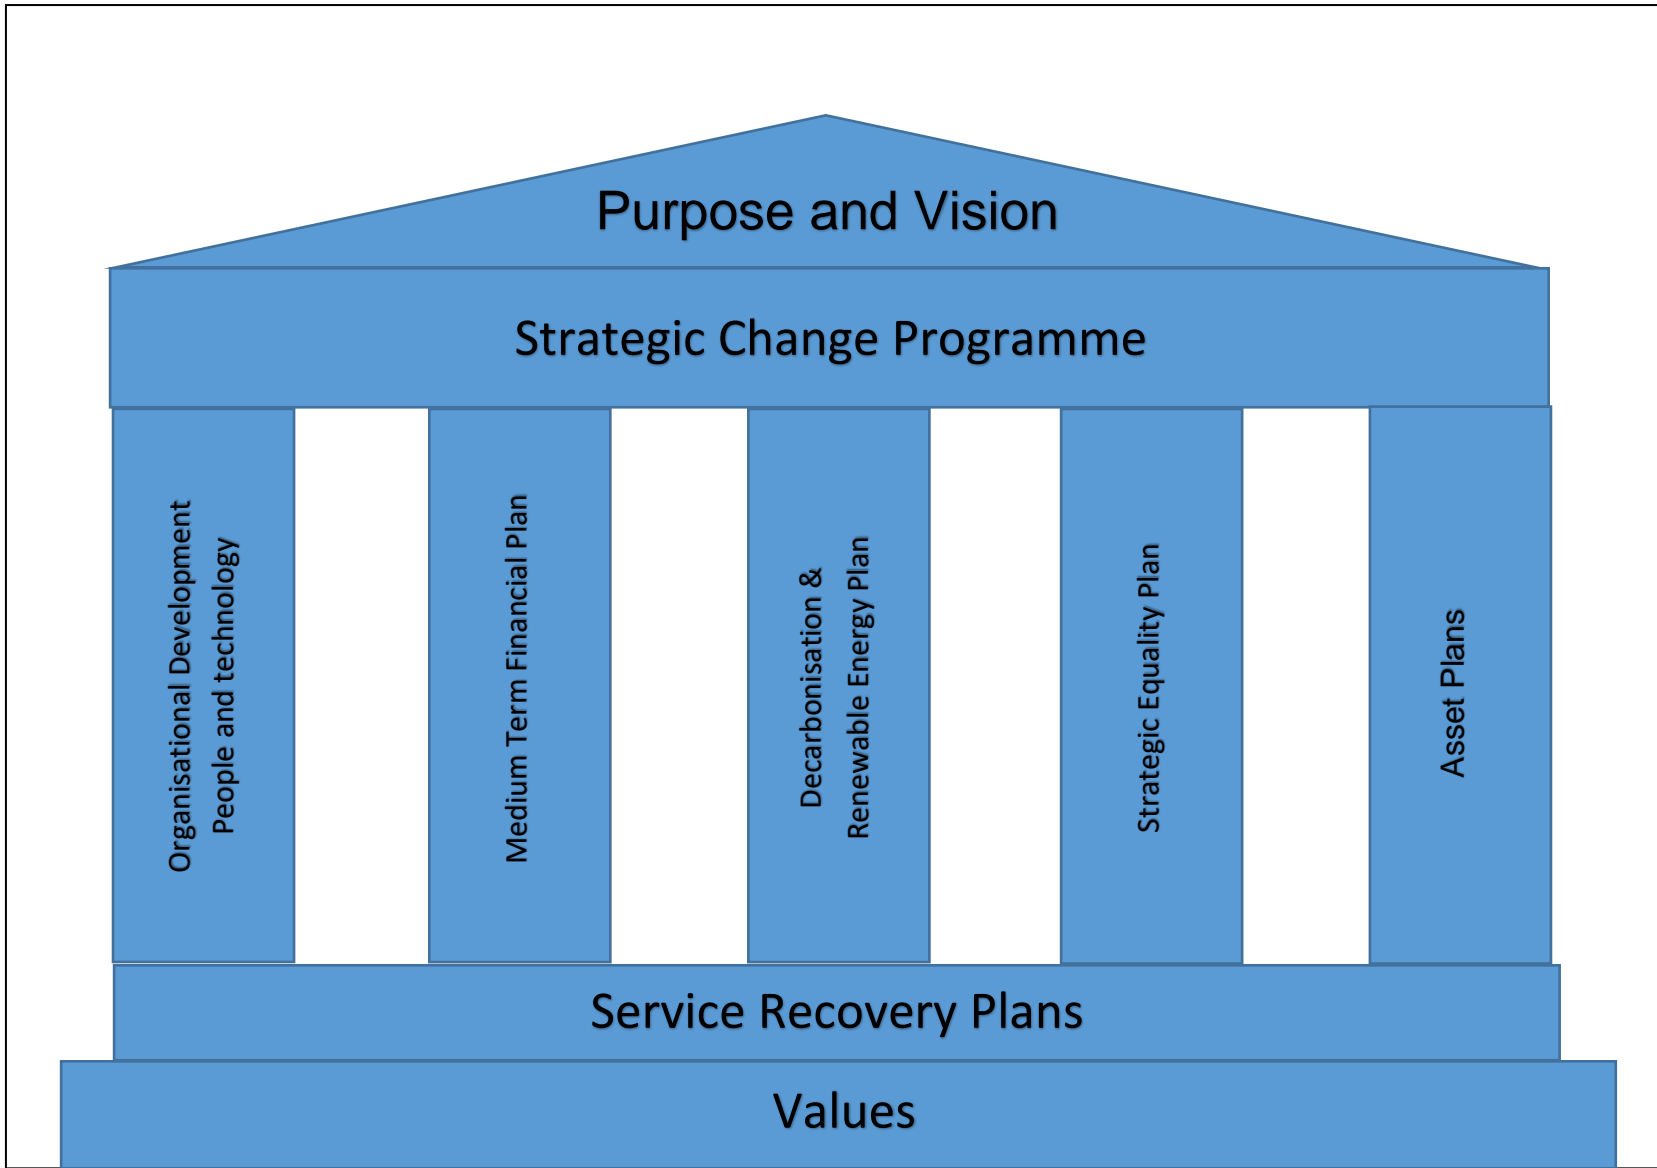 Purpose and Vision
Strategic Change Programme
Organisational Development
People and technology
Medium Term Financial Plan
Decarbonisation &
Renewable Energy Plan
Strategic Equality Plan
Asset Plans
Service Recovery Plans
Values